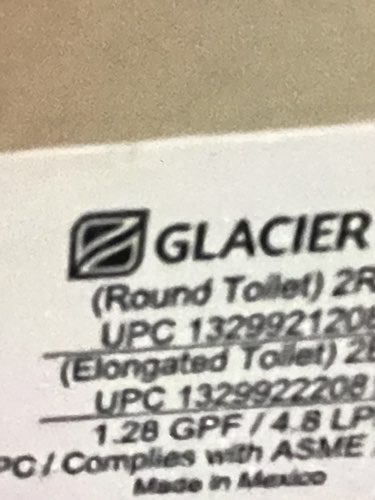 GLACIER
(Round Toilet) 2R
UPC 1329921208
(Elongated Toilet) 2E
UPC 13299222081
1.28 GPF / 4.8 LP
PC / Complies with ASME
Made in Mexico